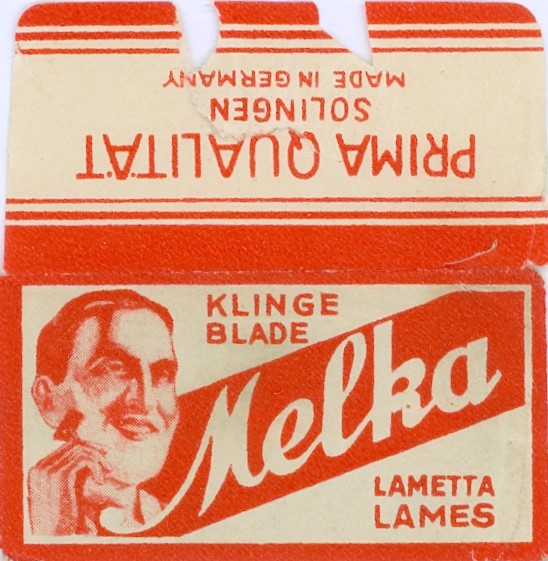 PRIMA QUALITÄT
SOLINGEN
MADE IN GERMANY
KLINGE
BLADE
Melka
LAMETTA
LAMES